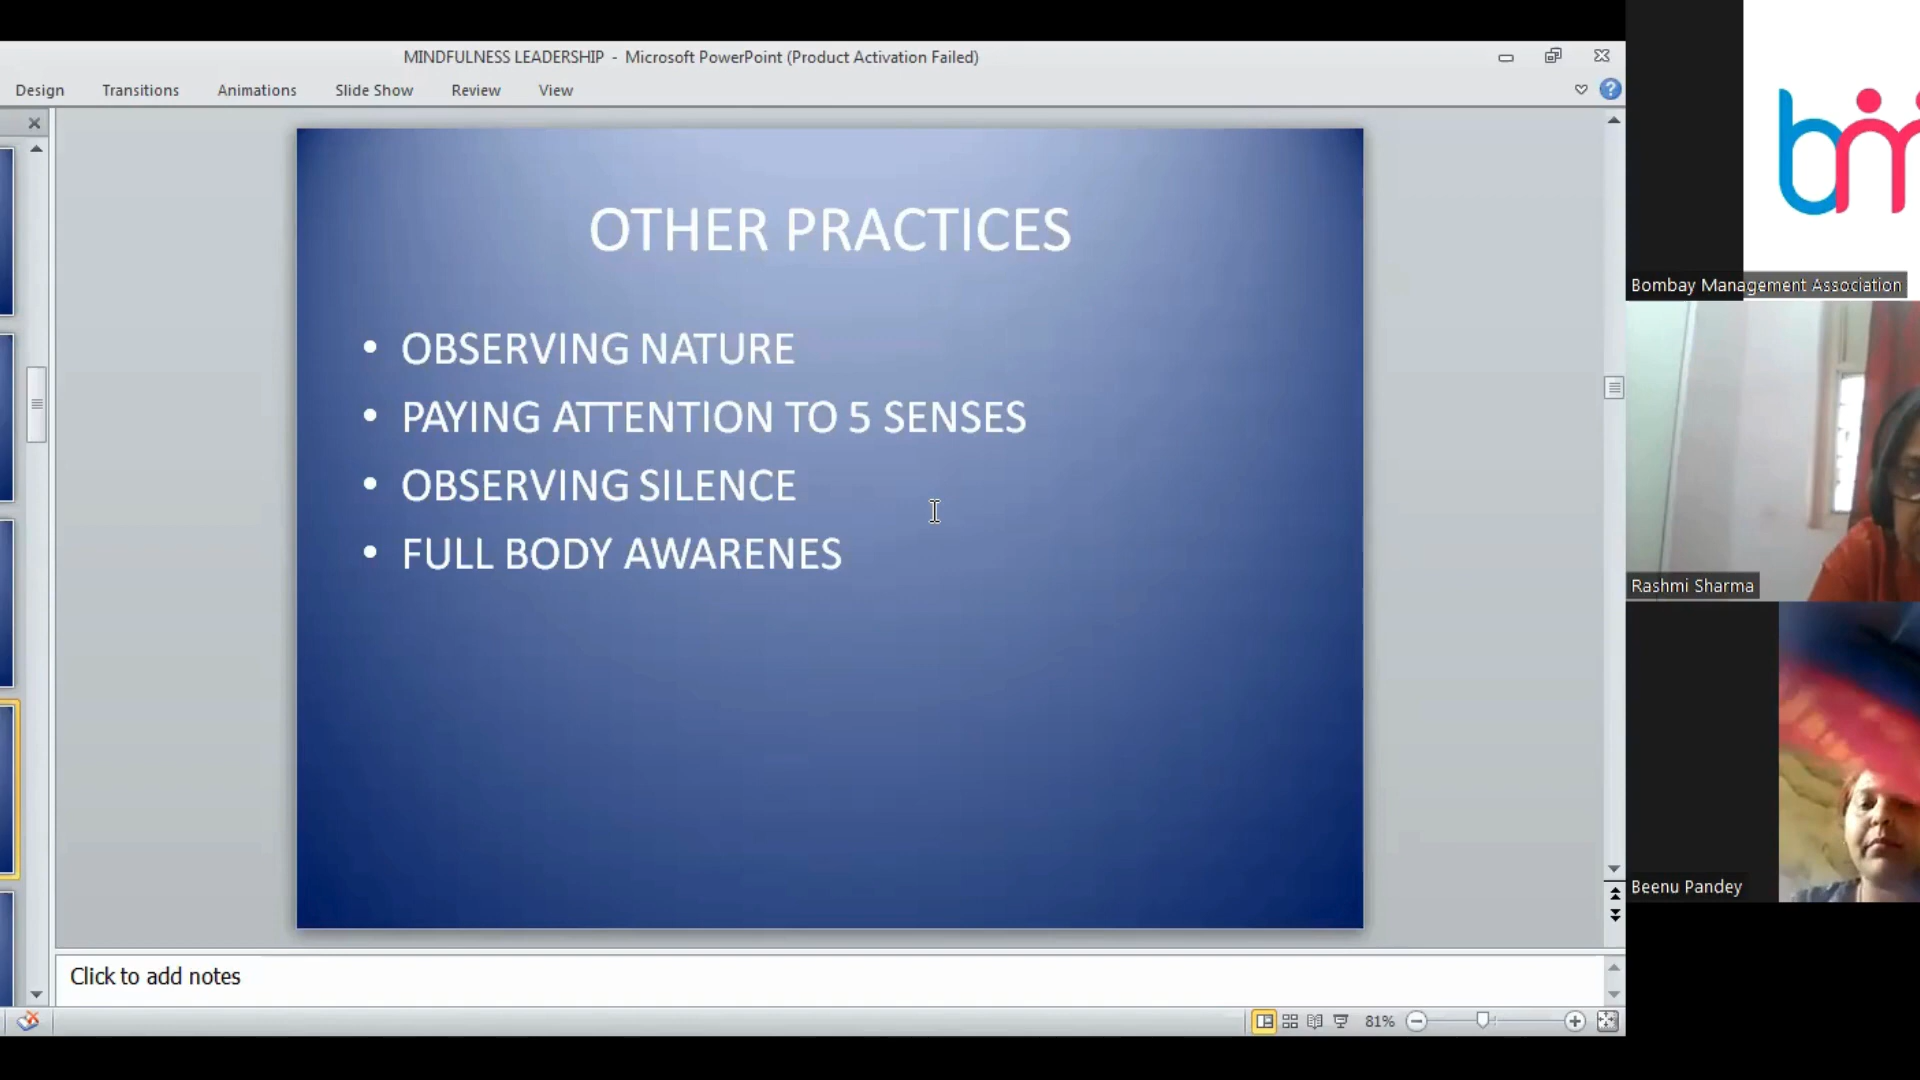 MINDFULNESS LEADERSHIP - Microsoft PowerPoint (Product Activation Failed)
Design Transitions Animations Slide Show Review View
OTHER PRACTICES
• OBSERVING NATURE
• PAYING ATTENTION TO 5 SENSES
• OBSERVING SILENCE
• FULL BODY AWARENES
Click to add notes
81%
bm
Bombay Management Association
Rashmi Sharma
Beenu Pandey